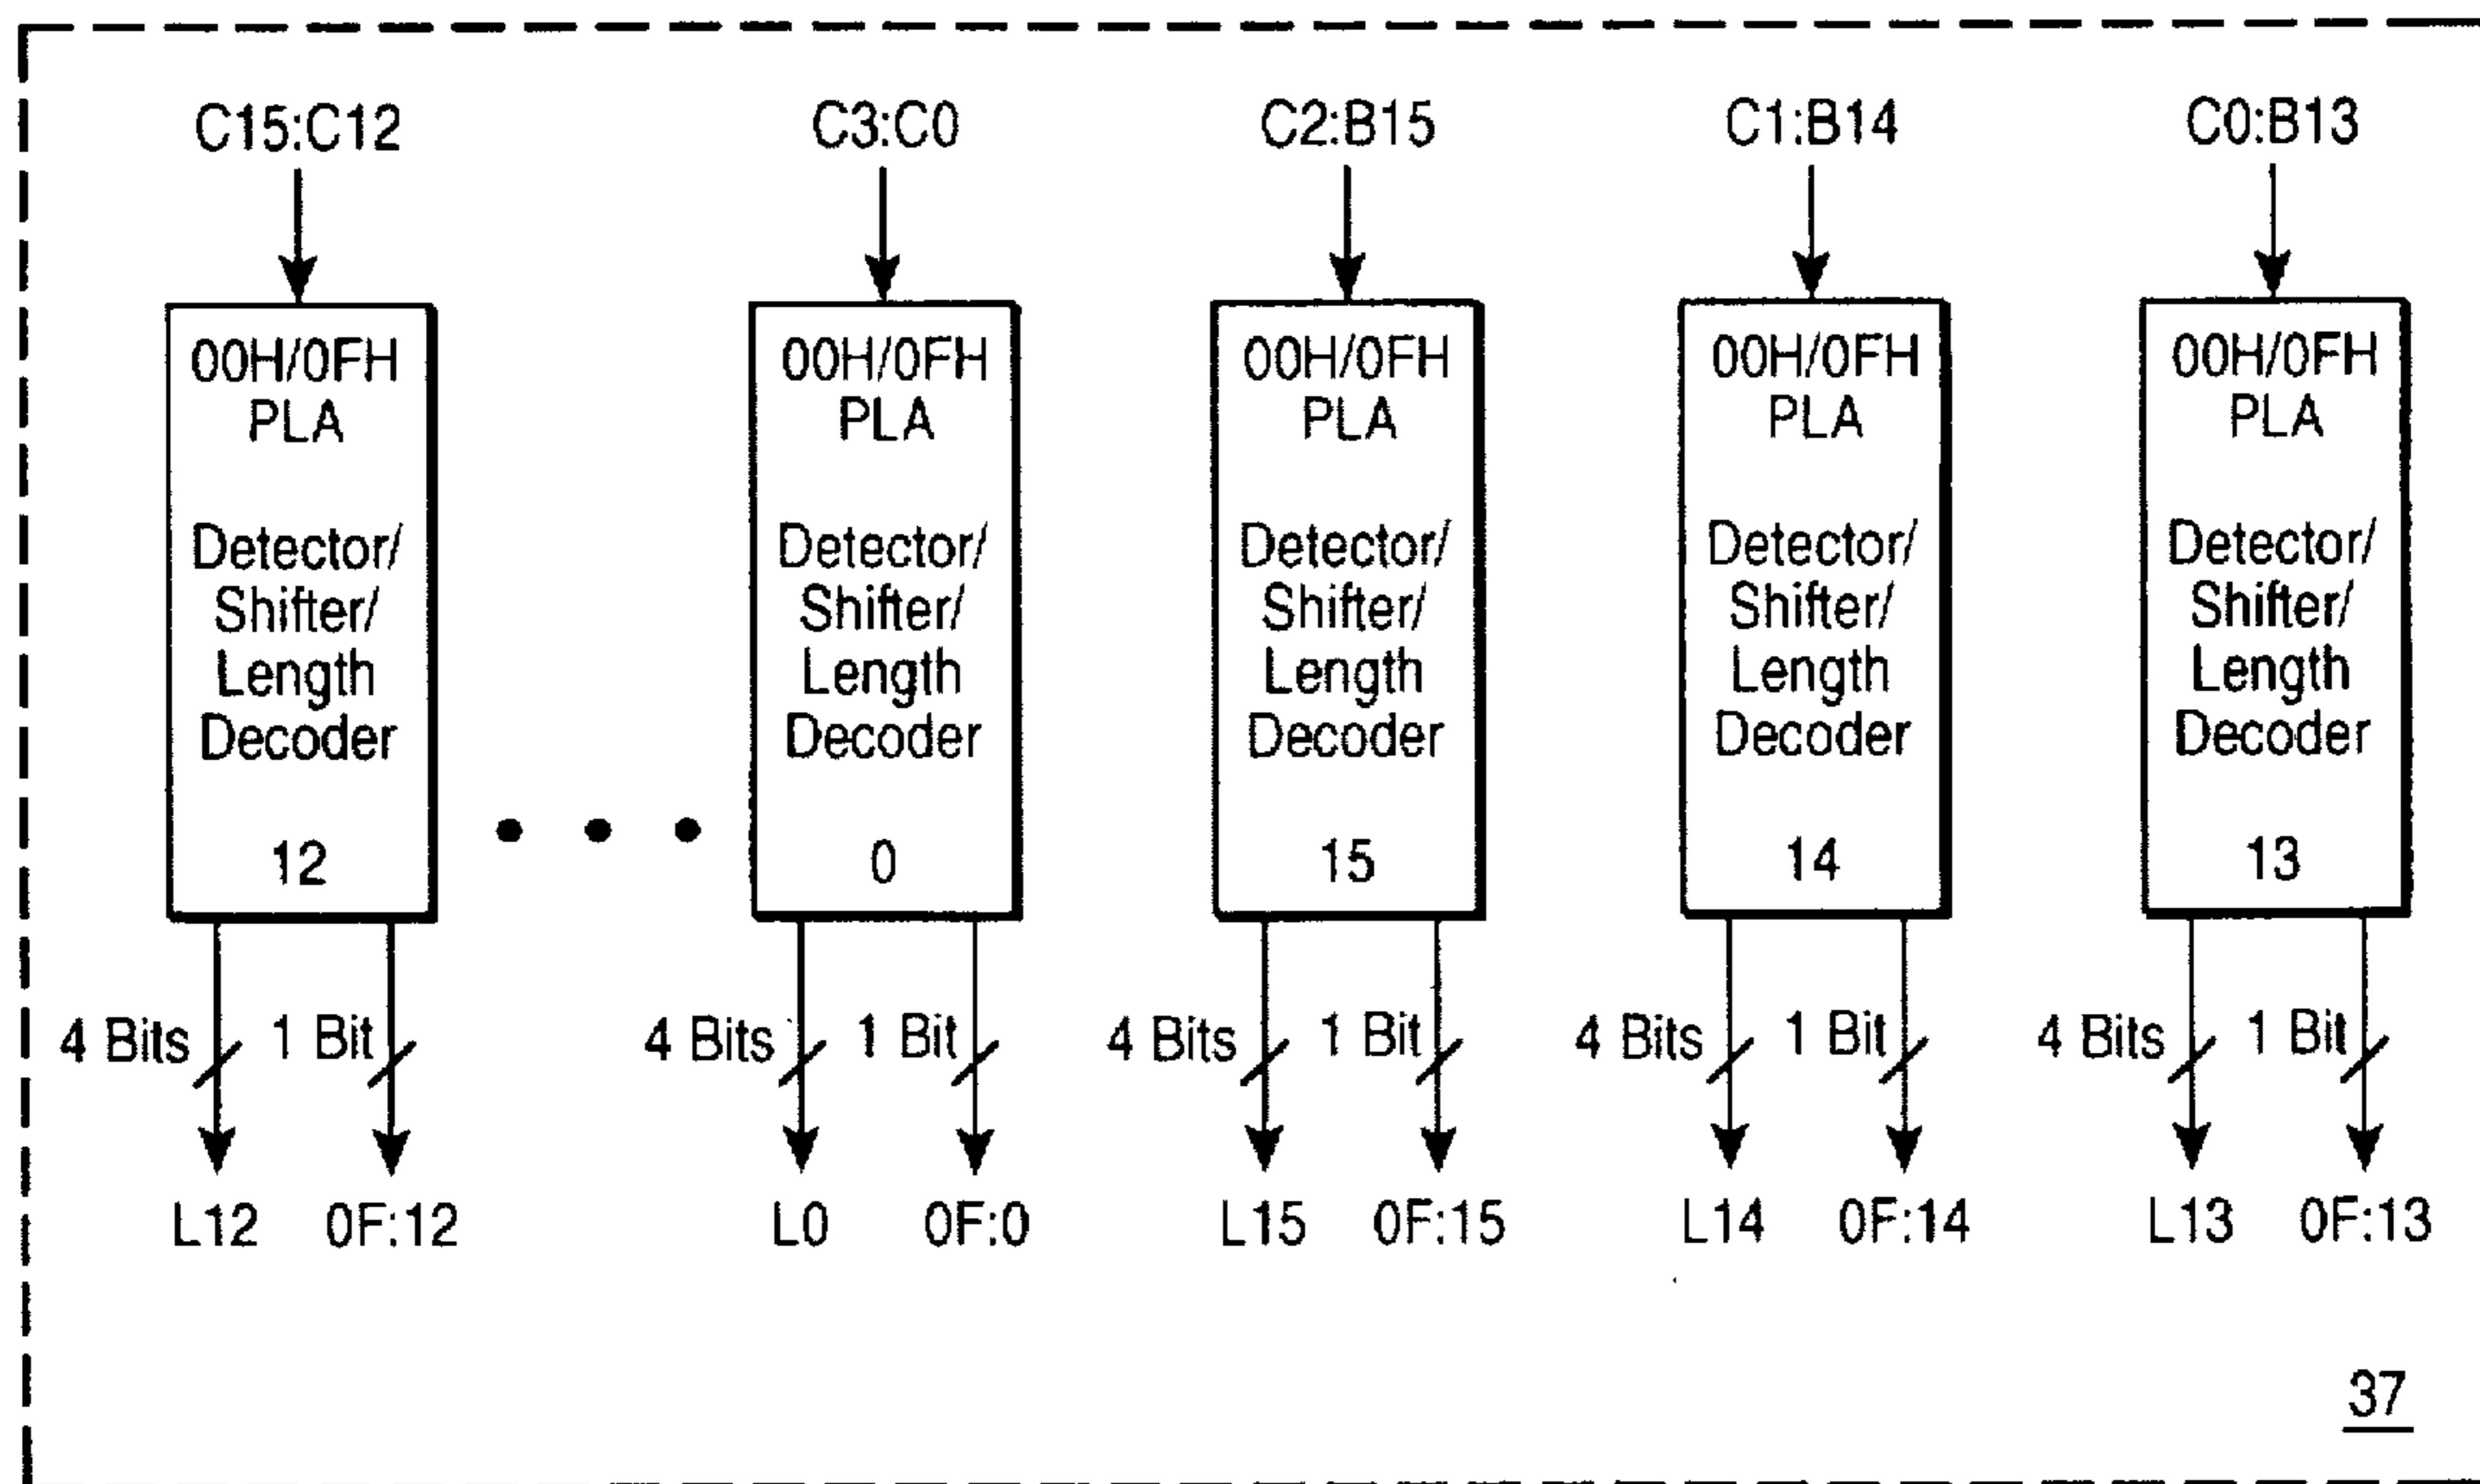 C15:C12
C3:C0
C2:B15
C1:B14
C0:B13
00H/0FH
PLA
Detector/
Shifter/
Length
Decoder
12
00H/0FH
PLA
Detector/
Shifter/
Length
Decoder
0
00H/0FH
PLA
Detector/
Shifter/
Length
Decoder
15
00H/0FH
PLA
Detector/
Shifter/
Length
Decoder
14
00H/0FH
PLA
Detector/
Shifter/
Length
Decoder
13
4 Bits
1 Bit
4 Bits
1 Bit
4 Bits
1 Bit
4 Bits
1 Bit
4 Bits
1 Bit
L12
0F:12
L0
0F:0
L15
0F:15
L14
0F:14
L13
0F:13
37